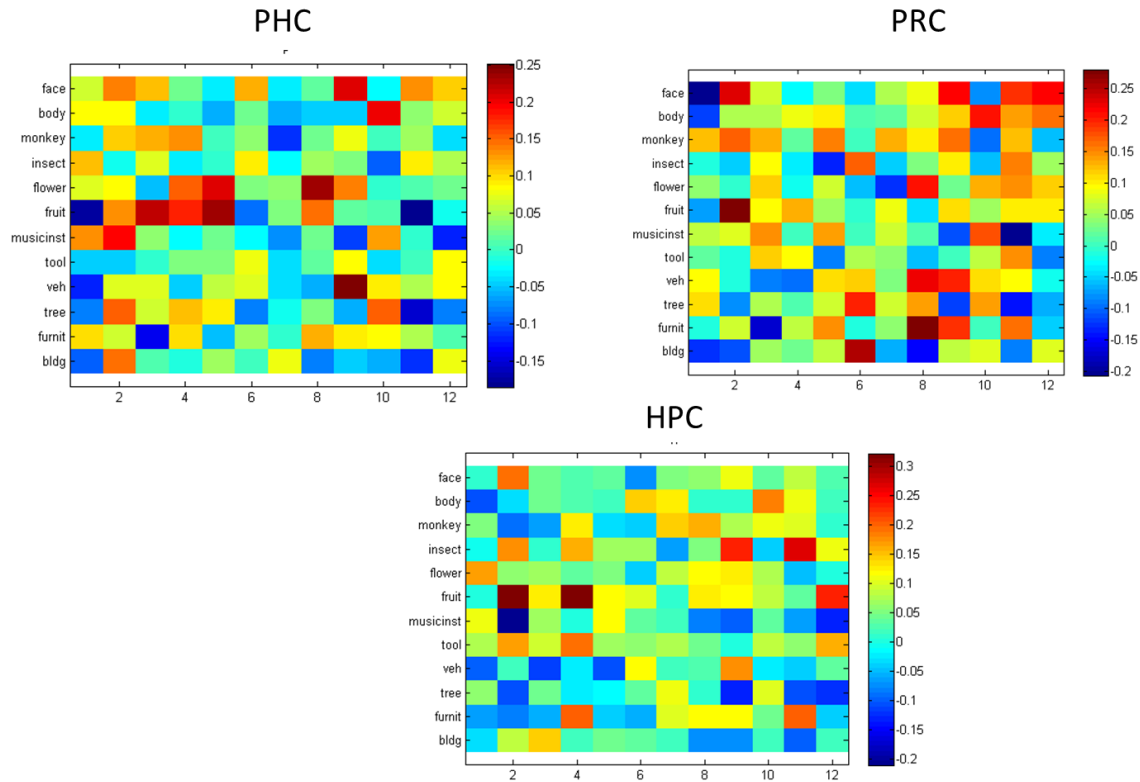 PHC
PRC
face
body
monkey
insect
flower
fruit
musicinst
tool
veh
tree
furnit
bldg
2 4 6 8 10 12
0.25
0.2
0.15
0.1
0.05
0
-0.05
-0.1
-0.15
face
body
monkey
insect
flower
fruit
musicinst
tool
veh
tree
furnit
bldg
2 4 6 8 10 12
0.25
0.2
0.15
0.1
0.05
0
-0.05
-0.1
-0.15
-0.2
HPC
face
body
monkey
insect
flower
fruit
musicinst
tool
veh
tree
furnit
bldg
2 4 6 8 10 12
0.3
0.25
0.2
0.15
0.1
0.05
0
-0.05
-0.1
-0.15
-0.2